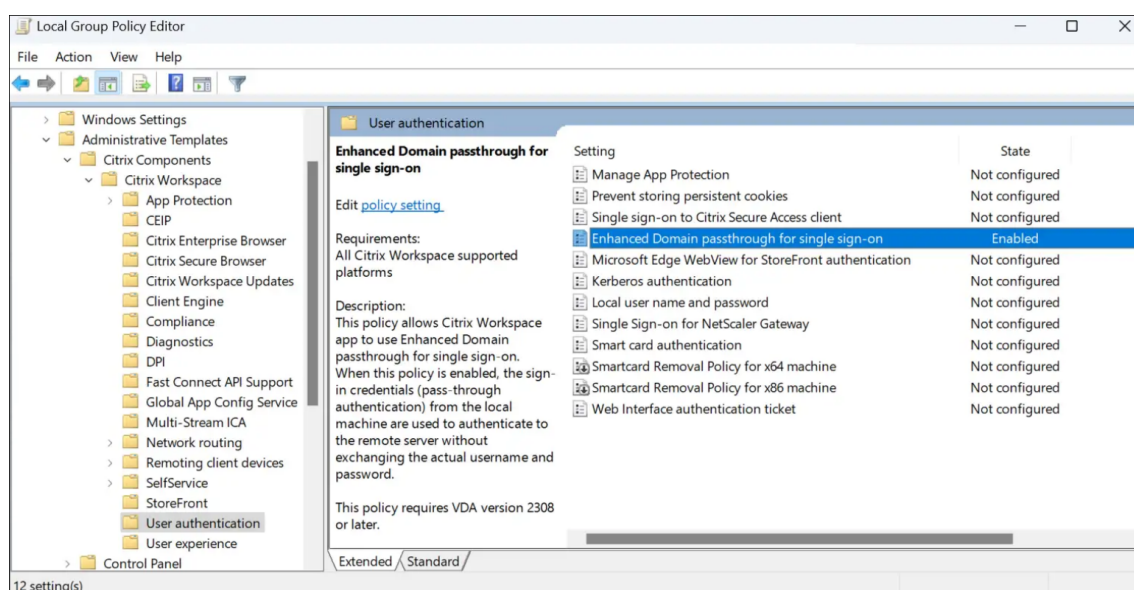 Local Group Policy Editor
File Action View Help
Windows Settings
Administrative Templates
Citrix Components
Citrix Workspace
App Protection
CEIP
Citrix Enterprise Browser
Citrix Secure Browser
Citrix Workspace Updates
Client Engine
Compliance
Diagnostics
DPI
Fast Connect API Support
Global App Config Service
Multi-Stream ICA
Network routing
Remoting client devices
SelfService
StoreFront
User authentication
User experience
Control Panel
User authentication
Enhanced Domain passthrough for
single sign-on
Edit policy setting
Requirements:
All Citrix Workspace supported
platforms
Description:
This policy allows Citrix Workspace
app to use Enhanced Domain
passthrough for single sign-on.
When this policy is enabled, the sign-
in credentials (pass-through
authentication) from the local
machine are used to authenticate to
the remote server without
exchanging the actual username and
password.
This policy requires VDA version 2308
or later.
Setting State
Manage App Protection Not configured
Prevent storing persistent cookies Not configured
Single sign-on to Citrix Secure Access client Not configured
Enhanced Domain passthrough for single sign-on Enabled
Microsoft Edge WebView for StoreFront authentication Not configured
Kerberos authentication Not configured
Local user name and password Not configured
Single Sign-on for NetScaler Gateway Not configured
Smart card authentication Not configured
Smartcard Removal Policy for x64 machine Not configured
Smartcard Removal Policy for x86 machine Not configured
Web Interface authentication ticket Not configured
Extended Standard
12 setting(s)